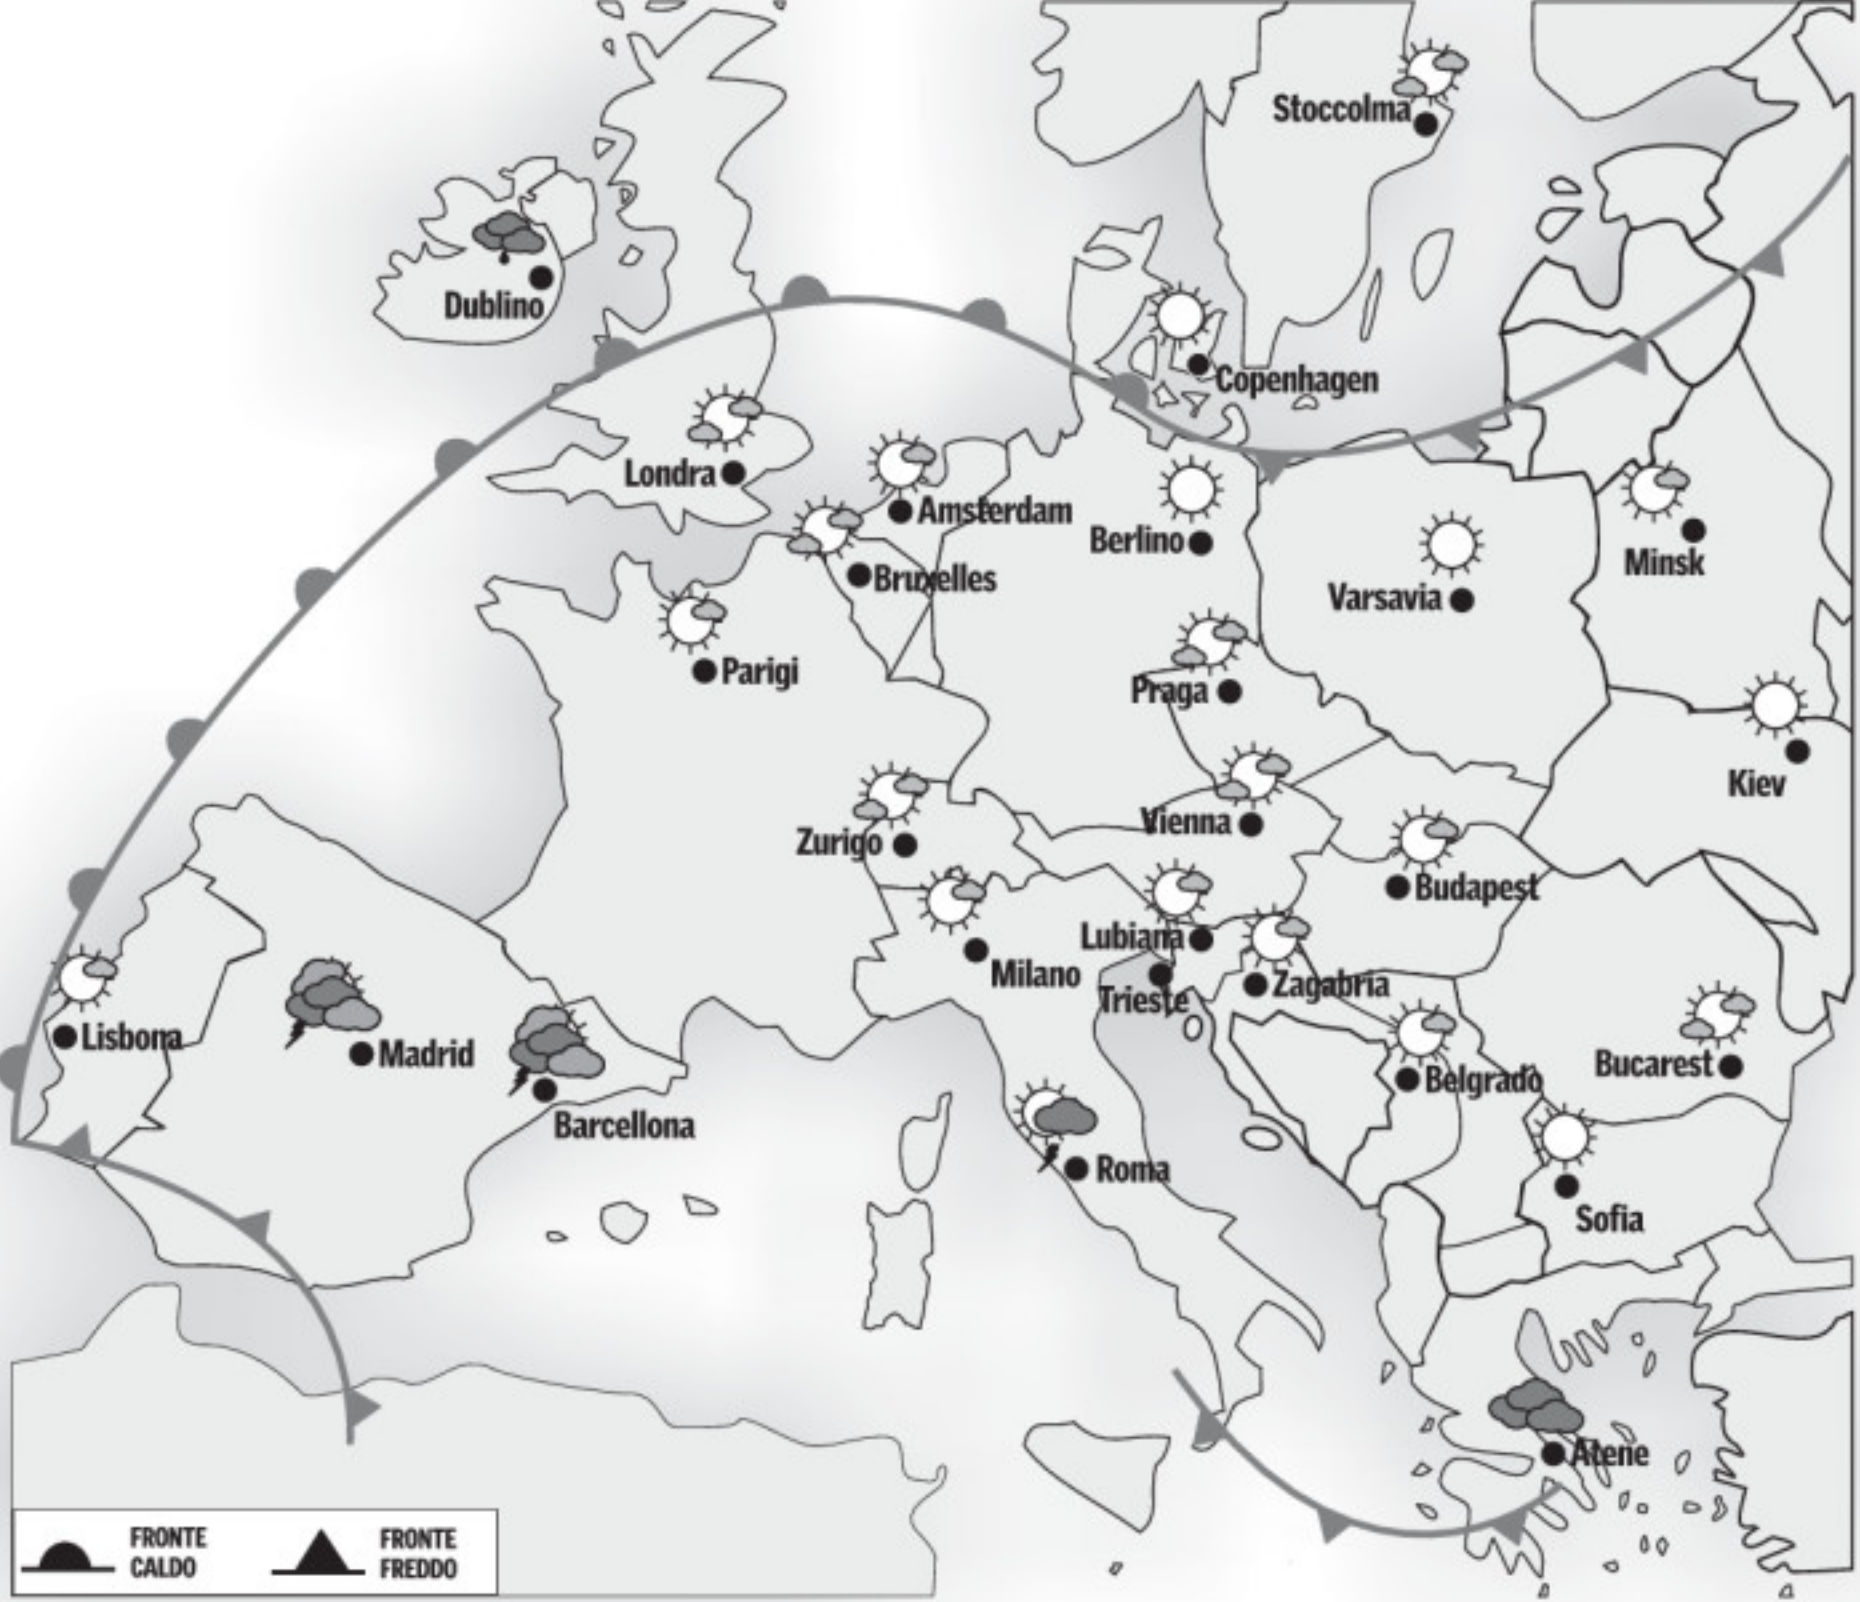 Stoccolma
Dublino
Copenhagen
Londra
Amsterdam
Berlino
Bruxelles
Varsavia
Minsk
Parigi
Praga
Kiev
Vienna
Zurigo
Budapest
Lubiana
Milano
Trieste
Zagabria
Lisbona
Madrid
Barcellona
Belgrado
Bucarest
Roma
Sofia
Atene
FRONTE
CALDO
FRONTE
FREDDO